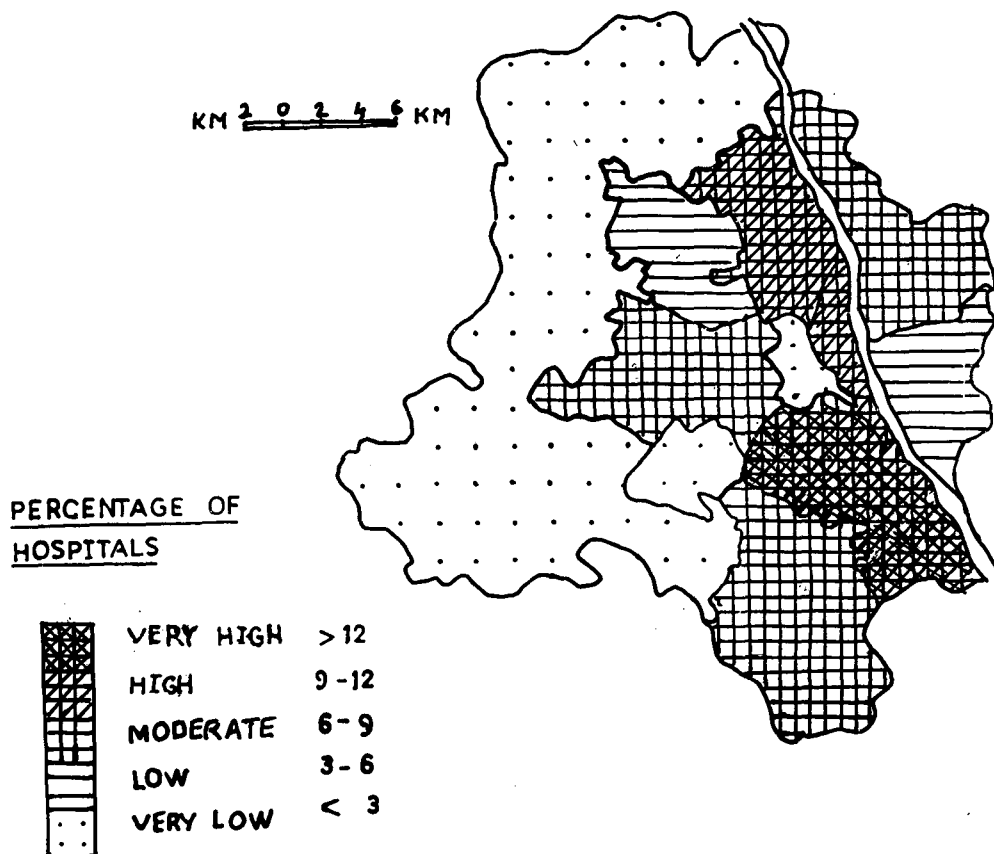 KM 2 0 2 4 6 KM
PERCENTAGE OF
HOSPITALS
VERY HIGH >12
HIGH 9-12
MODERATE 6-9
LOW 3-6
VERY LOW < 3